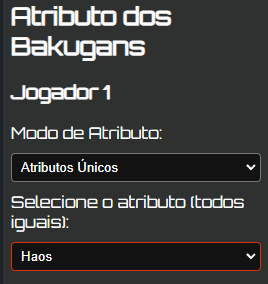 Atributo dos
Bakugans
Jogador 1
Modo de Atributo:
Atributos Únicos
Selecione o atributo (todos
iguais):
Haos